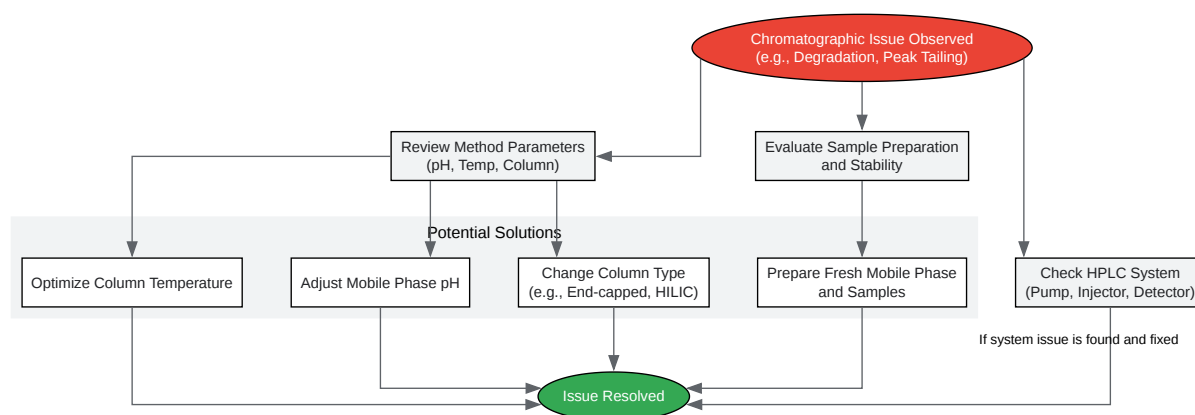 Chromatographic Issue Observed
(e.g., Degradation, Peak Tailing)
Review Method Parameters
(pH, Temp, Column)
Evaluate Sample Preparation
and Stability
Potential Solutions
Optimize Column Temperature
Adjust Mobile Phase pH
Change Column Type
(e.g., End-capped, HILIC)
Prepare Fresh Mobile Phase
and Samples
Check HPLC System
(Pump, Injector, Detector)
If system issue is found and fixed
Issue Resolved